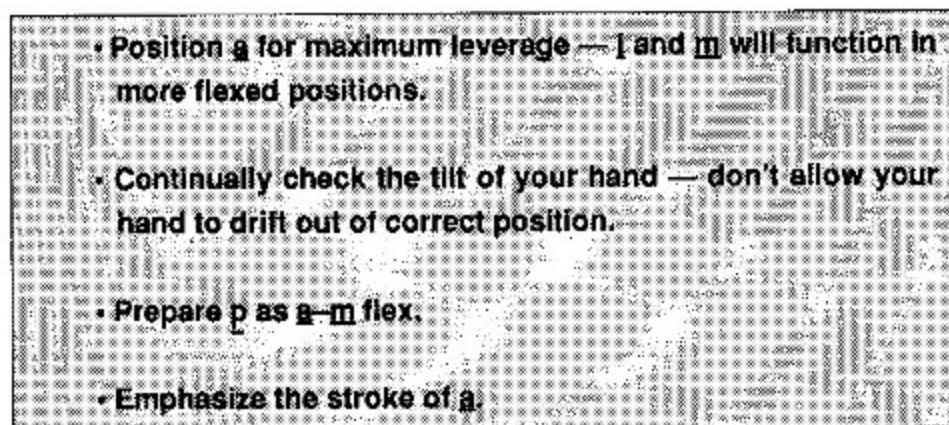 • Position a for maximum leverage — i and m will function in
more flexed positions.
• Continually check the tilt of your hand — don't allow your
hand to drift out of correct position.
• Prepare p as a–m flex.
• Emphasize the stroke of a.